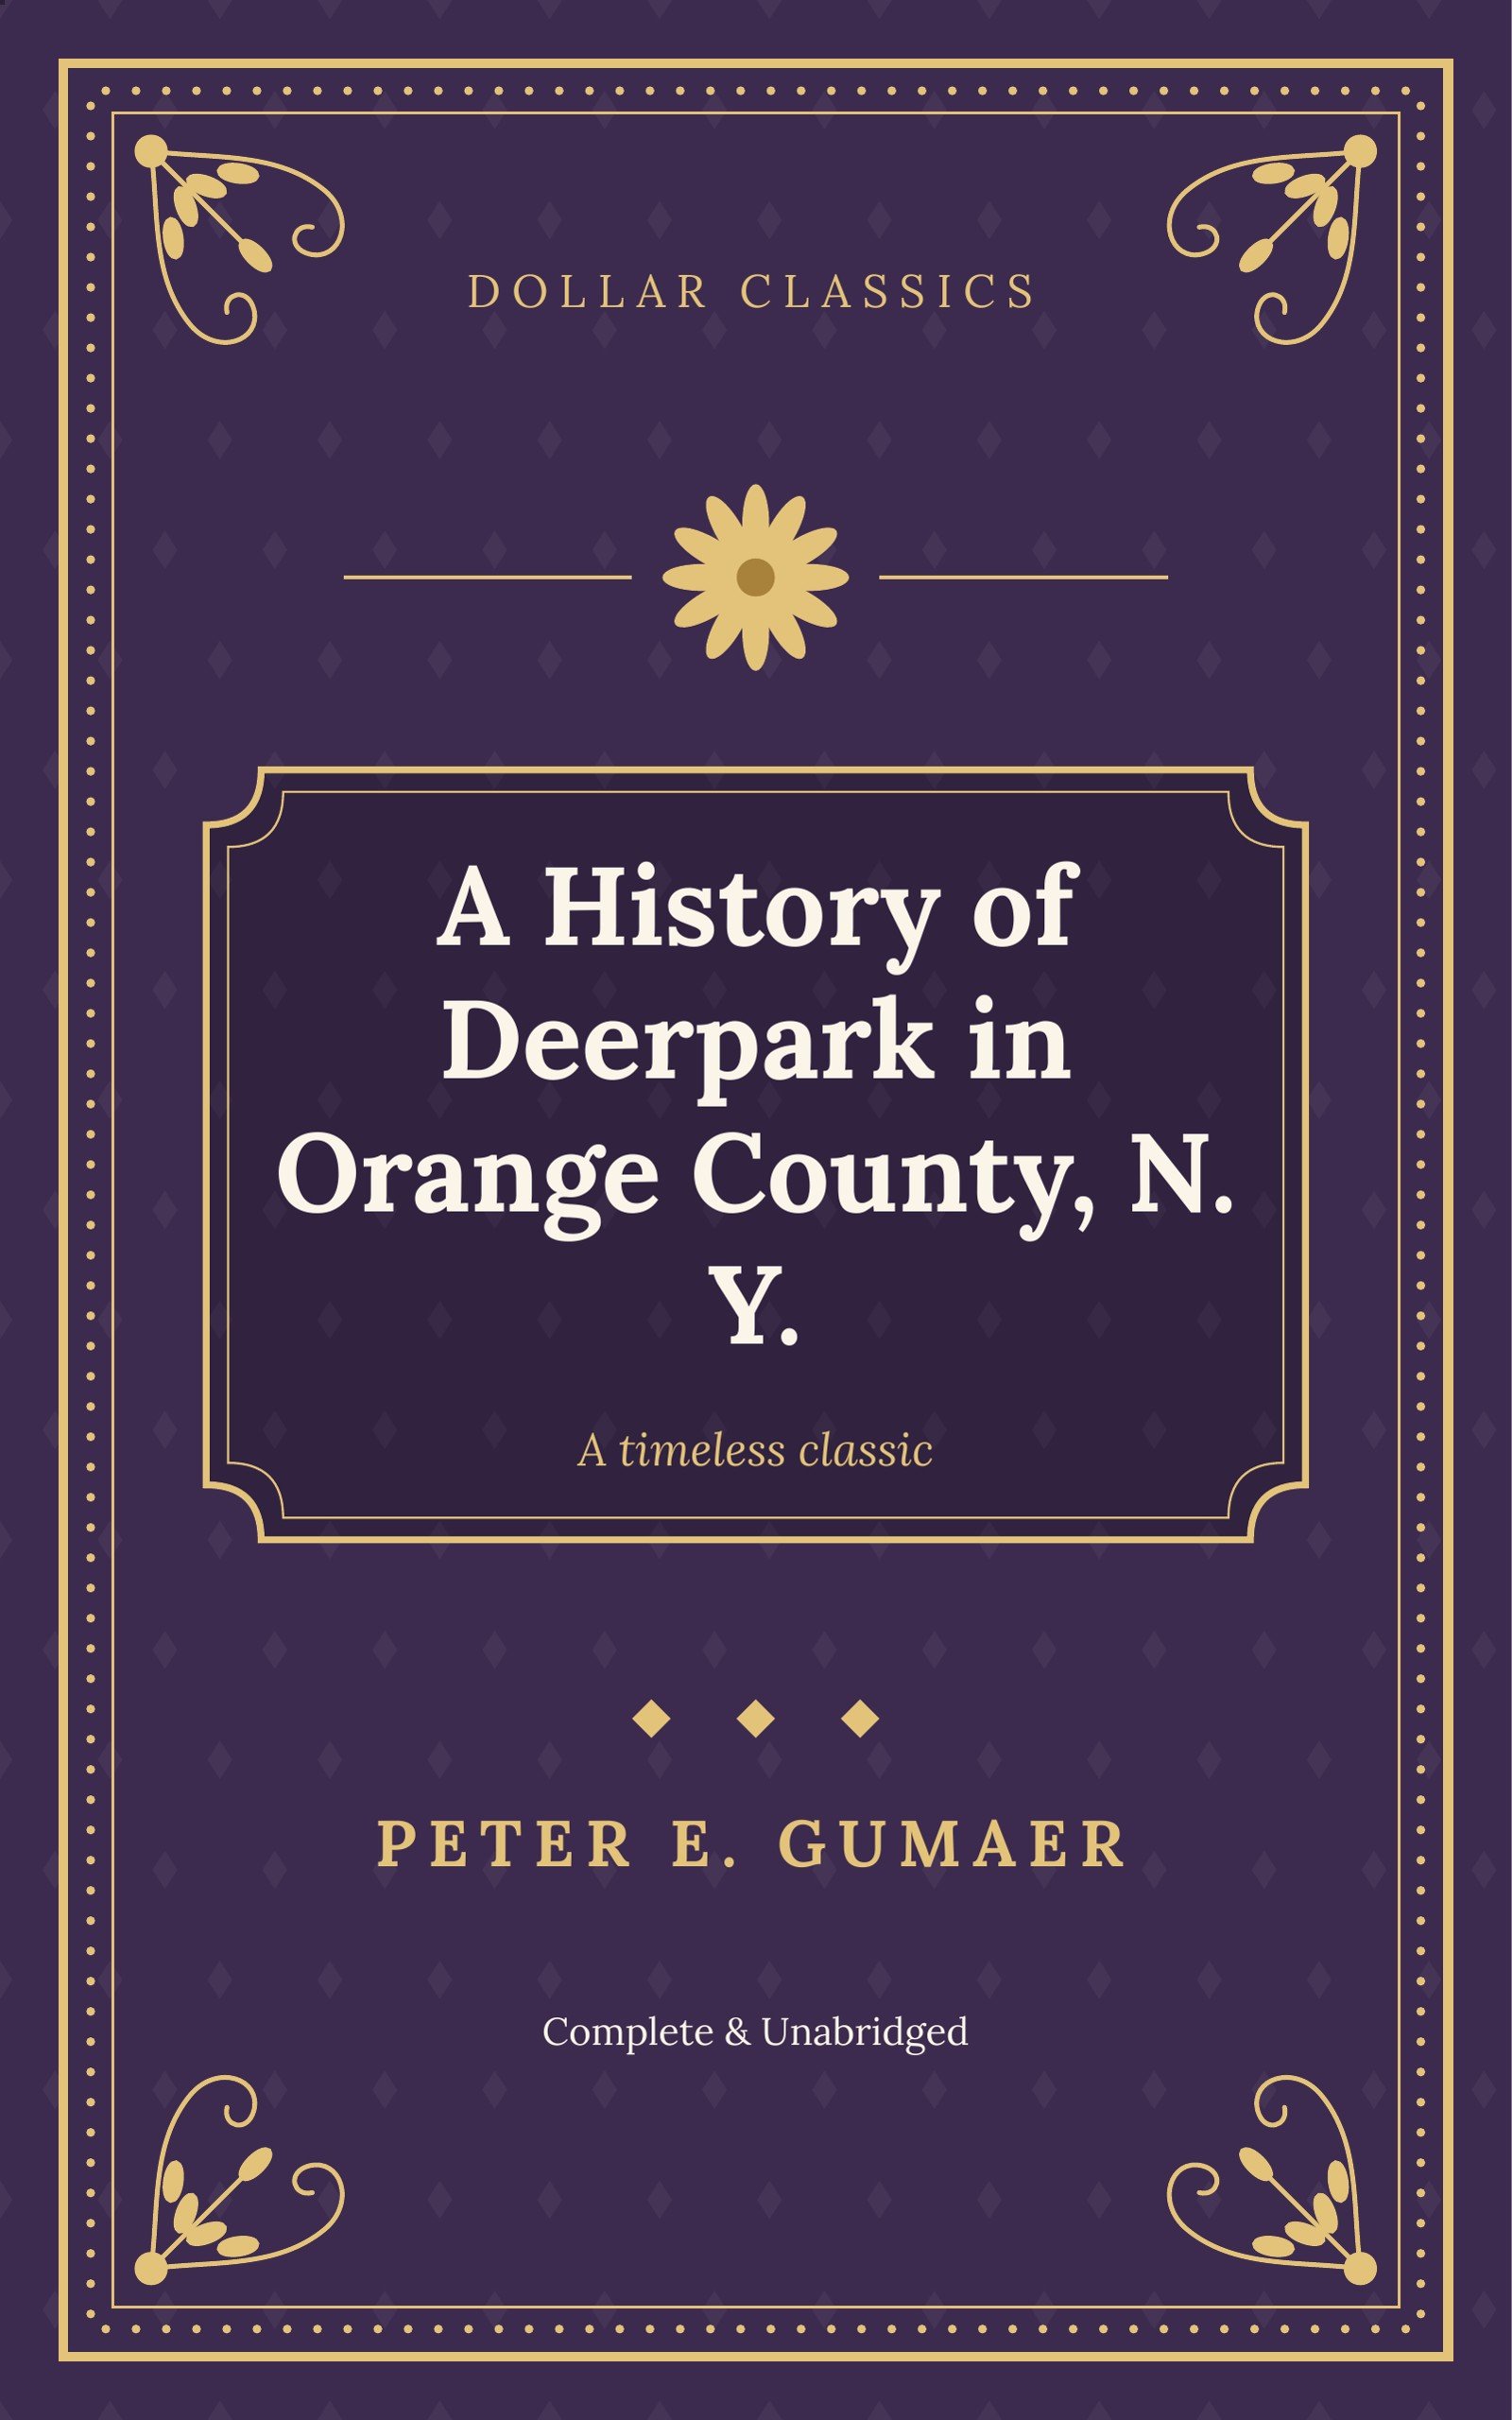 DOLLAR CLASSICS
A History of
Deerpark in
Orange County, N.
Y.
A timeless classic
PETER E. GUMAER
Complete & Unabridged